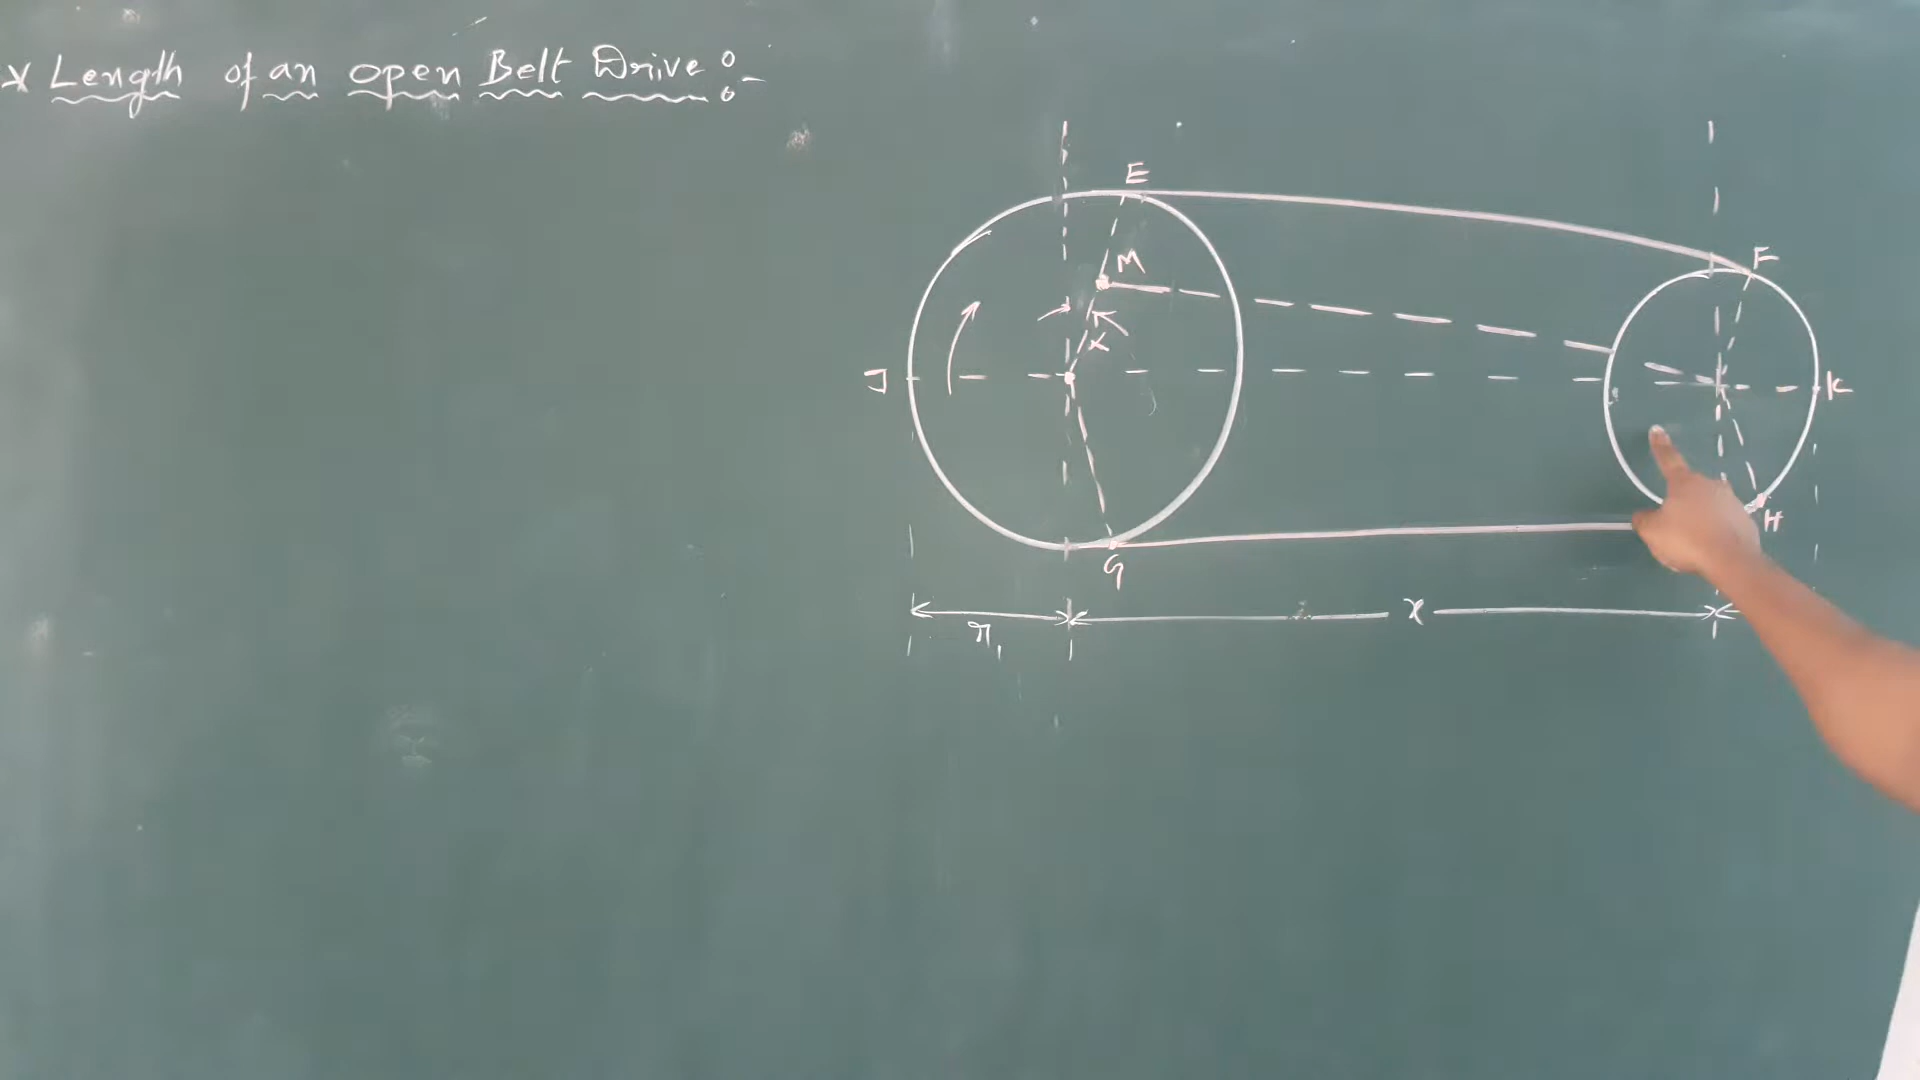 * Length of an open Belt Drive :-
E
F
M
α
J
K
H
G
x
r₁